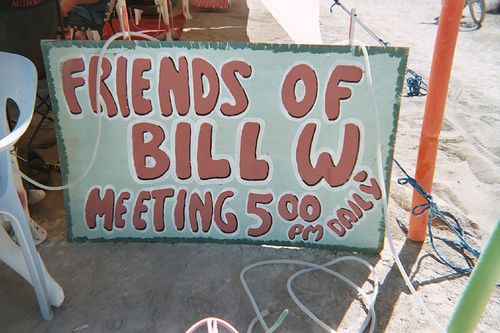 FRIENDS OF
BILL W.
MEETING 5:00 PM DAILY